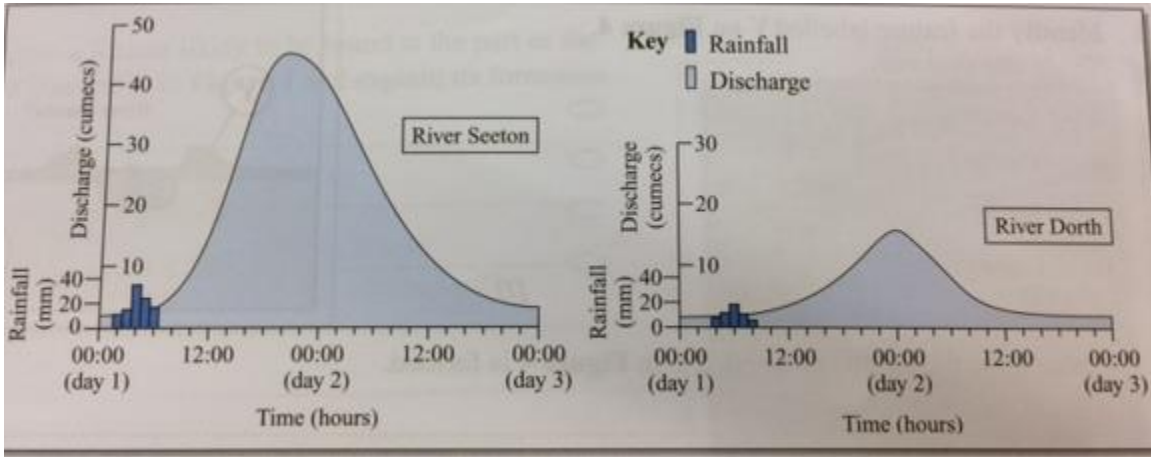 Discharge (cumecs)
50
40
30
20
10
Rainfall
(mm)
40
20
0
River Seeton
00:00
(day 1)
12:00
00:00
(day 2)
12:00
00:00
(day 3)
Time (hours)
Key Rainfall
Discharge
Discharge
(cumecs)
30
20
10
Rainfall
(mm)
40
20
0
River Dorth
00:00
(day 1)
12:00
00:00
(day 2)
12:00
00:00
(day 3)
Time (hours)